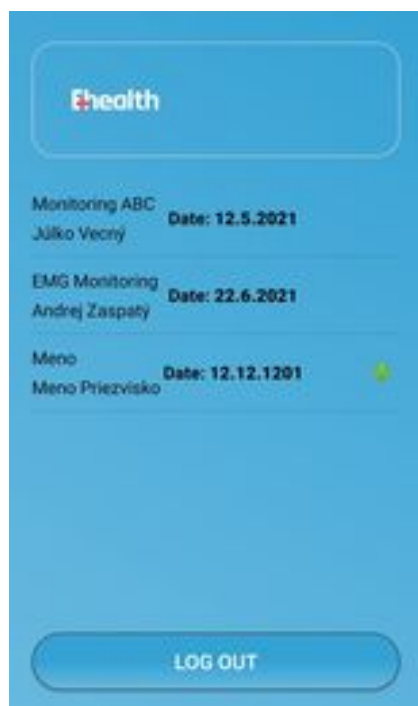 Ehealth
Monitoring ABC
Júlko Vecný
Date: 12.5.2021
EMG Monitoring
Andrej Zaspatý
Date: 22.6.2021
Meno
Meno Priezvisko
Date: 12.12.1201
LOG OUT